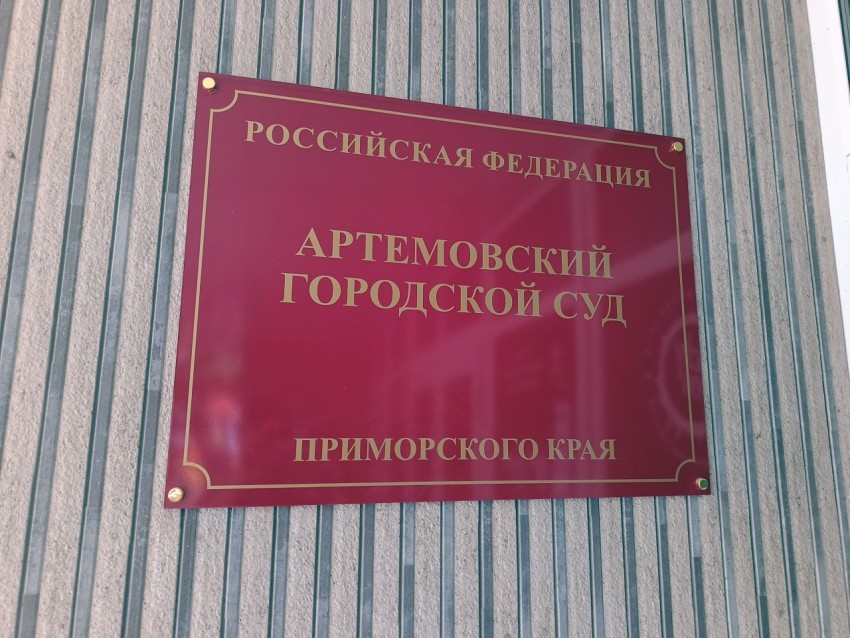 РОССИЙСКАЯ ФЕДЕРАЦИЯ
АРТЕМОВСКИЙ
ГОРОДСКОЙ СУД
ПРИМОРСКОГО КРАЯ